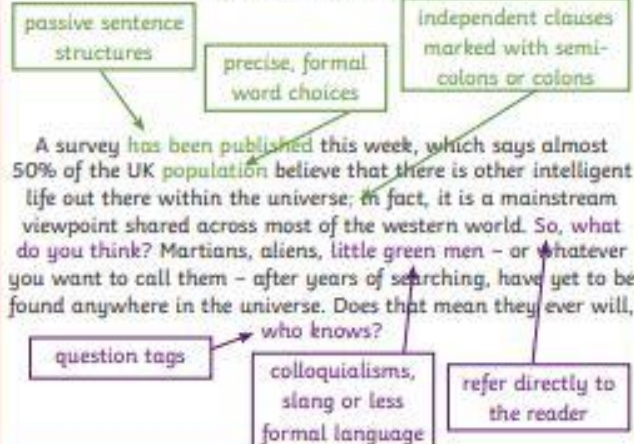 passive sentence
structures
precise, formal
word choices
independent clauses
marked with semi-
colons or colons
A survey has been published this week, which says almost
50% of the UK population believe that there is other intelligent
life out there within the universe; in fact, it is a mainstream
viewpoint shared across most of the western world. So, what
do you think? Martians, aliens, little green men – or whatever
you want to call them – after years of searching, have yet to be
found anywhere in the universe. Does that mean they ever will,
who knows?
question tags
colloquialisms,
slang or less
formal language
refer directly to
the reader